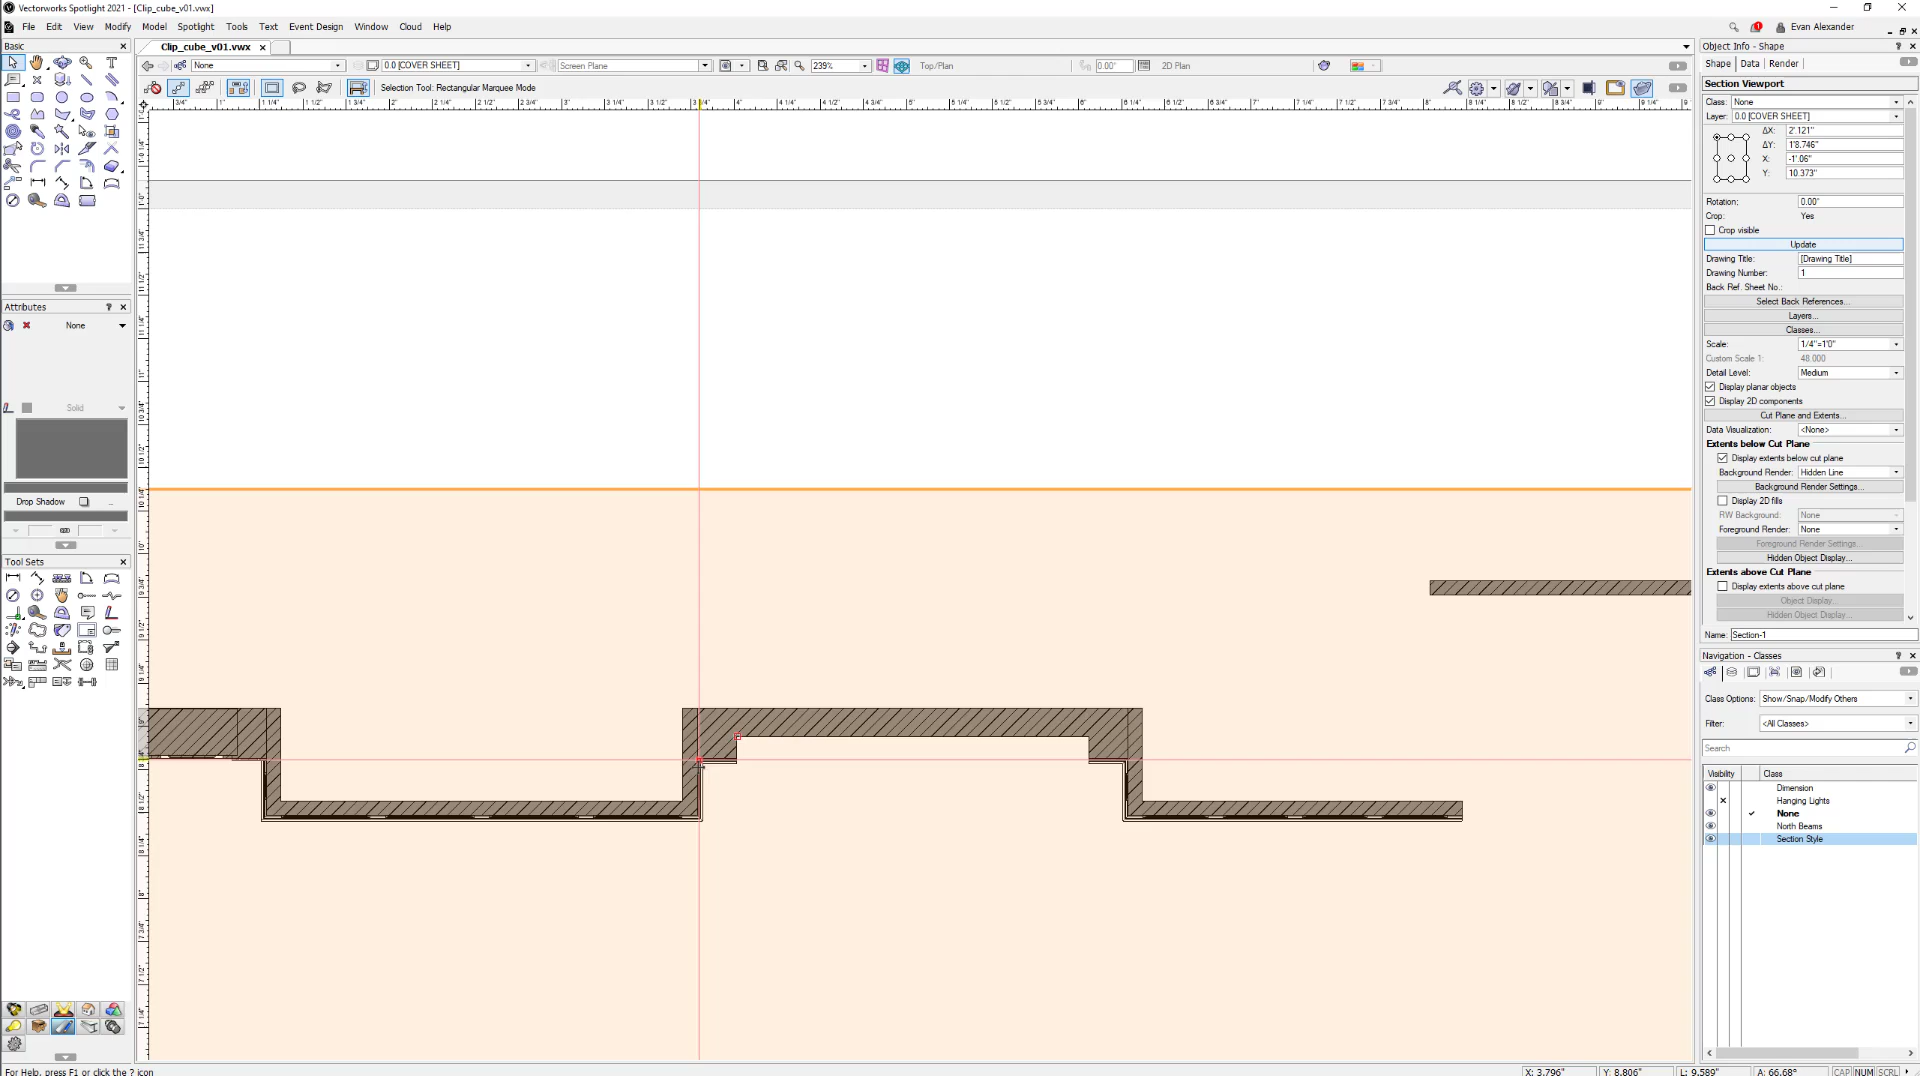 Vectorworks Spotlight 2021 - [Clip_cube_v01.vwx]
File Edit View Modify Model Spotlight Tools Text Event Design Window Cloud Help
Evan Alexander
Basic
Clip_cube_v01.vwx
None
0.0 [COVER SHEET]
Screen Plane
239%
Top/Plan
0.00°
2D Plan
Selection Tool: Rectangular Marquee Mode
Attributes
None
Solid
Drop Shadow
Tool Sets
Object Info - Shape
Shape Data Render
Section Viewport
Class: None
Layer: 0.0 [COVER SHEET]
ΔX: 2'.121"
ΔY: 1'8.746"
X: -1'.06"
Y: 10.373"
Rotation: 0.00°
Crop: Yes
Crop visible
Update
Drawing Title: [Drawing Title]
Drawing Number: 1
Back Ref. Sheet No.:
Select Back References...
Layers...
Classes...
Scale: 1/4"=1'0"
Custom Scale 1: 48.000
Detail Level: Medium
Display planar objects
Display 2D components
Cut Plane and Extents...
Data Visualization: <None>
Extents below Cut Plane
Display extents below cut plane
Background Render: Hidden Line
Background Render Settings...
Display 2D fills
RW Background: None
Foreground Render: None
Foreground Render Settings...
Hidden Object Display...
Extents above Cut Plane
Display extents above cut plane
Object Display...
Hidden Object Display...
Name: Section-1
Navigation - Classes
Class Options: Show/Snap/Modify Others
Filter: <All Classes>
Search
Visibility Class
Dimension
Hanging Lights
None
North Beams
Section Style
For Help, press F1 or click the ? icon
X: 3.796" Y: 8.806" L: 9.589" A: 66.68° CAP NUM SCRL